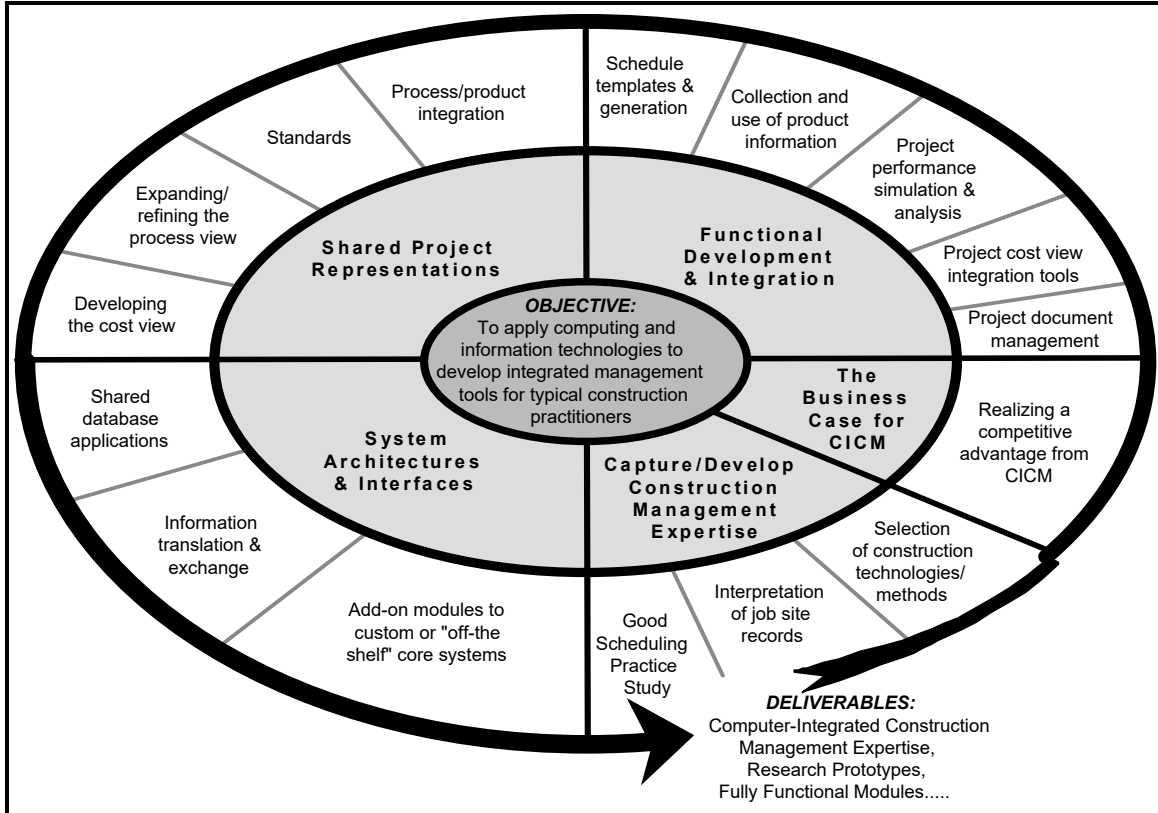 Process/product
integration
Standards
Expanding/
refining the
process view
Developing
the cost view
Shared Project
Representations
Schedule
templates &
generation
Collection and
use of product
information
Project
performance
simulation &
analysis
Project cost view
integration tools
Project document
management
Functional
Development
& Integration
OBJECTIVE:
To apply computing and
information technologies to
develop integrated management
tools for typical construction
practitioners
Shared
database
applications
Information
translation &
exchange
Add-on modules to
custom or "off-the
shelf" core systems
System
Architectures
& Interfaces
The
Business
Case for
CICM
Realizing a
competitive
advantage from
CICM
Capture/Develop
Construction
Management
Expertise
Selection
of construction
technologies/
methods
Interpretation
of job site
records
Good
Scheduling
Practice
Study
DELIVERABLES:
Computer-Integrated Construction
Management Expertise,
Research Prototypes,
Fully Functional Modules.....